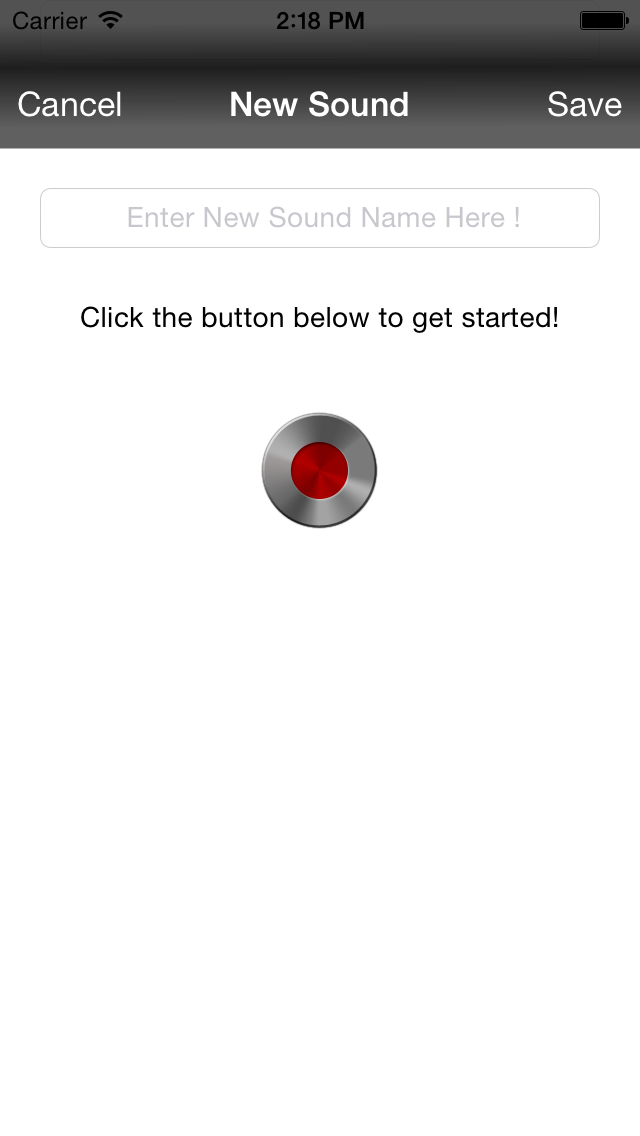 Carrier 2:18 PM
Cancel New Sound Save
Enter New Sound Name Here !
Click the button below to get started!